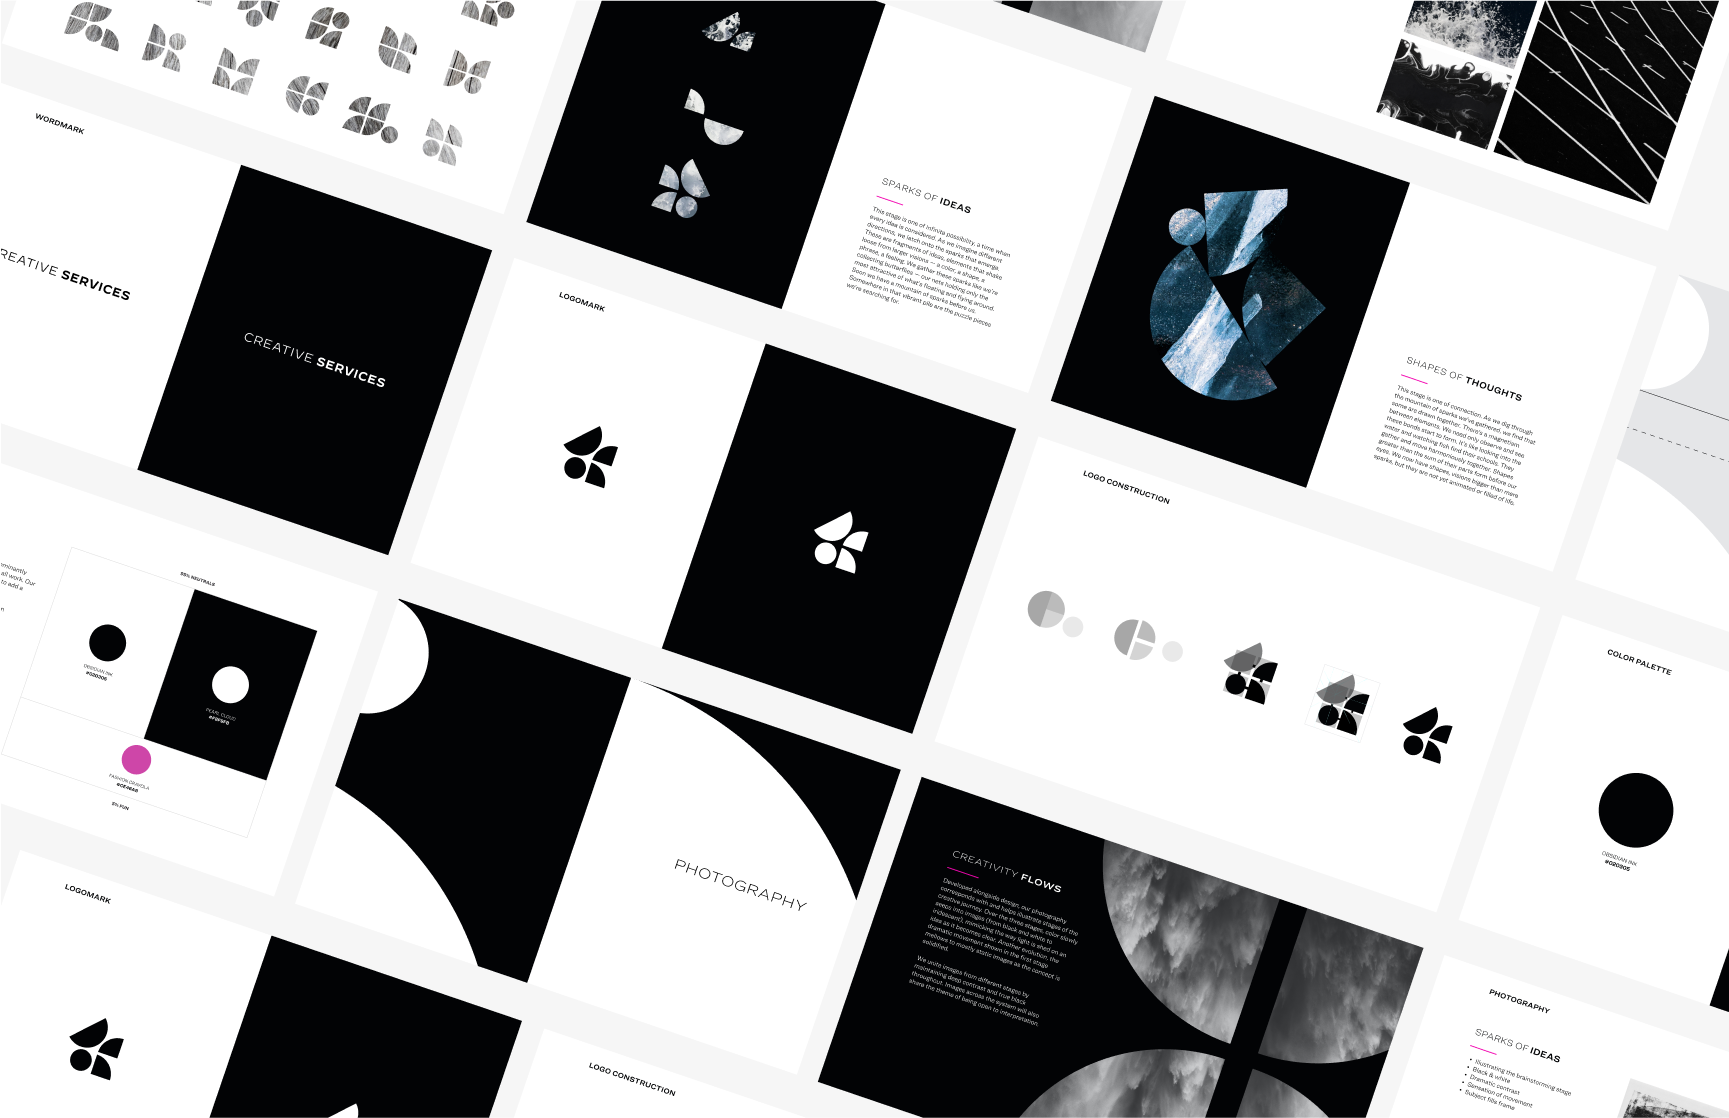 WORDMARK
REATIVE SERVICES
CREATIVE SERVICES
SPARKS OF IDEAS
This stage is one of infinite possibility, a time when
every idea is considered. As we imagine different
directions, we latch onto the sparks that emerge.
These are fragments of ideas, elements that shake
loose from larger visions — a color, a shape, a
phrase, a feeling. We gather these sparks like we're
collecting butterflies — our nets holding only the
most attractive of what's floating and flying around.
Soon we have a mountain of sparks before us.
Somewhere in that vibrant pile are the puzzle pieces
we're searching for.
LOGOMARK
SHAPES OF THOUGHTS
This stage is one of connection. As we dig through
the mountain of sparks we've gathered, we find that
some are drawn together. There's a magnetism
between elements. We need only observe and see
these bonds start to form. It's like looking into the
water and watching fish find their schools. They
gather and move harmoniously together. Shapes
greater than the sum of their parts form before our
eyes. We now have shapes, visions bigger than mere
sparks, but they are not yet animated or filled of life.
LOGO CONSTRUCTION
minantly
all work. Our
to add a
95% NEUTRALS
OBSIDIAN INK
#020305
PEARL CLOUD
FASHION DRAYOLA
5% FUN
COLOR PALETTE
OBSIDIAN INK
#020305
PHOTOGRAPHY
CREATIVITY FLOWS
Developed alongside design, our photography
corresponds with and helps illustrate stages of the
creative journey. Over the three stages, color slowly
seeps into images (from black and white to
iridescent), mimicking the way light is shed on an
idea as it becomes clear. Another evolution, the
dramatic movement shown in the first stage
mellows to mostly static images as the concept is
solidified.
We unite images from different stages by
maintaining deep contrast and true black
throughout. Images across the system will also
share the theme of being open to interpretation.
LOGOMARK
LOGO CONSTRUCTION
PHOTOGRAPHY
SPARKS OF IDEAS
• Illustrating the brainstorming stage
• Black & white
• Dramatic contrast
• Sensation of movement
• Subject fills frame